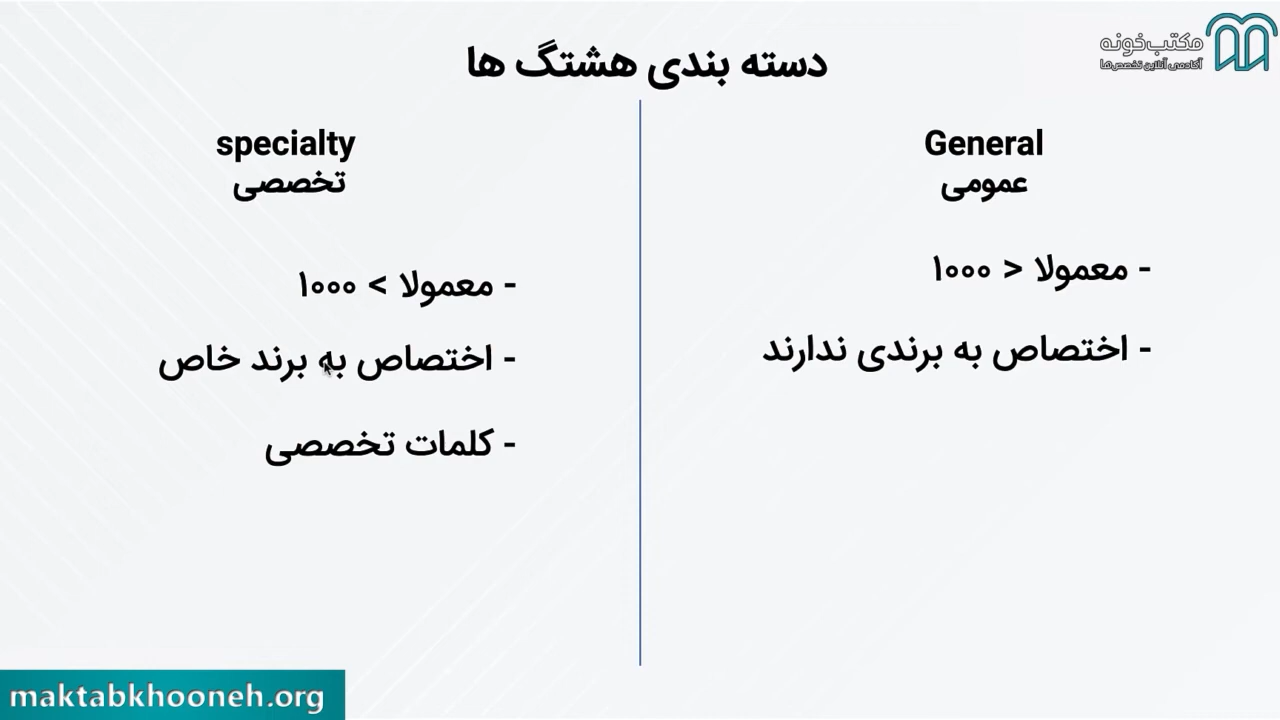 مکتب‌خونه
آکادمی آنلاین تخصص‌ها
دسته بندی هشتگ ها
General
عمومی
- معمولا < ۱۰۰۰
- اختصاص به برندی ندارند
specialty
تخصصی
- معمولا > ۱۰۰۰
- اختصاص به برند خاص
- کلمات تخصصی
maktabkhooneh.org